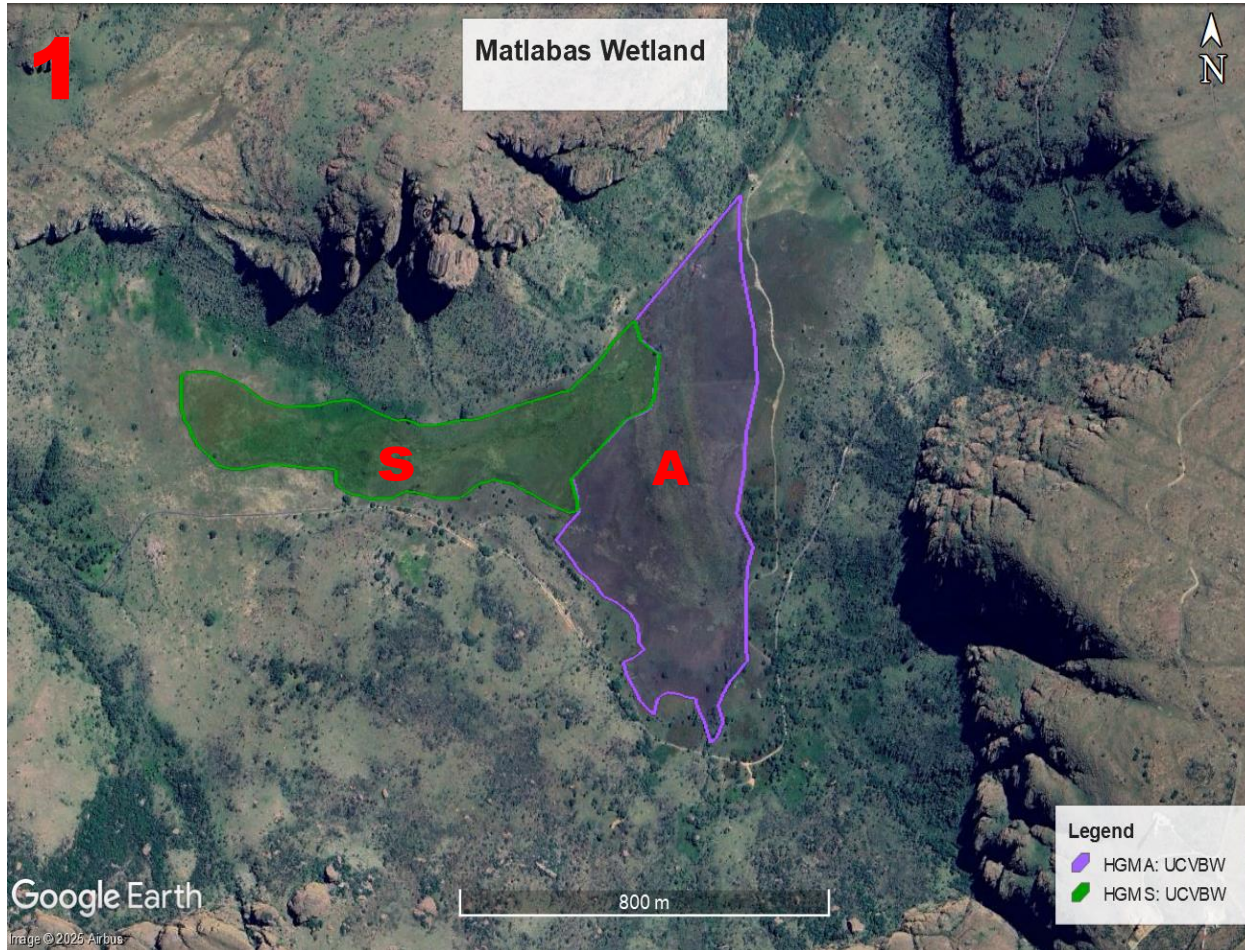 1
Matlabas Wetland
N
S
A
Legend
HGM A: UCVBW
HGM S: UCVBW
Google Earth
800 m
Image © 2025 Airbus